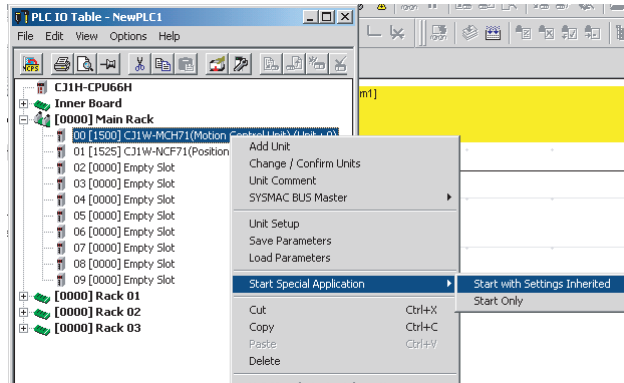 PLC IO Table - NewPLC1
File Edit View Options Help
CJ1H-CPU66H
Inner Board
[0000] Main Rack
00 [1500] CJ1W-MCH71(Motion Control Unit) (Unit : 0)
01 [1525] CJ1W-NCF71(Position
02 [0000] Empty Slot
03 [0000] Empty Slot
04 [0000] Empty Slot
05 [0000] Empty Slot
06 [0000] Empty Slot
07 [0000] Empty Slot
08 [0000] Empty Slot
09 [0000] Empty Slot
[0000] Rack 01
[0000] Rack 02
[0000] Rack 03
m1]
Add Unit
Change / Confirm Units
Unit Comment
SYSMAC BUS Master
Unit Setup
Save Parameters
Load Parameters
Start Special Application
Cut Ctrl+X
Copy Ctrl+C
Paste Ctrl+V
Delete
Start with Settings Inherited
Start Only